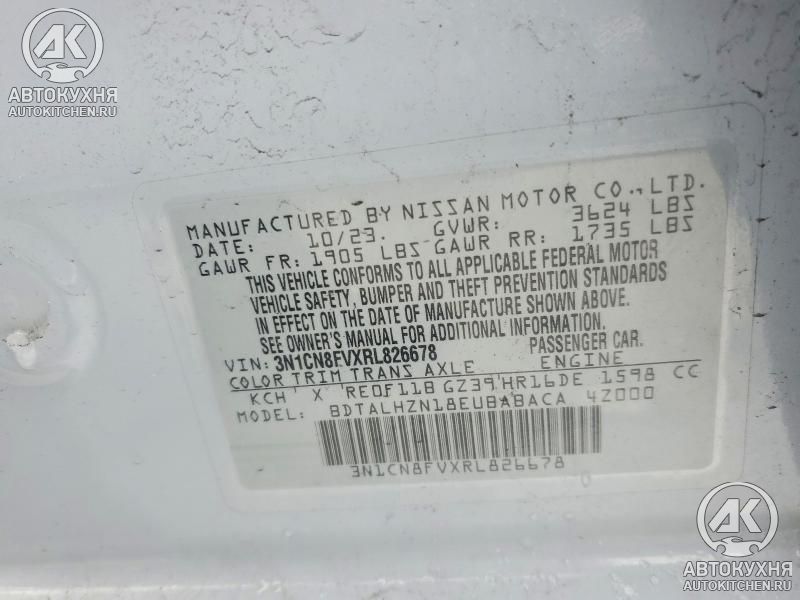 AK
АВТОКУХНЯ
AUTOKITCHEN.RU
MANUFACTURED BY NISSAN MOTOR CO., LTD.
DATE: 10/23. GVWR: 3624 LBS
GAWR FR: 1905 LBS GAWR RR: 1735 LBS
THIS VEHICLE CONFORMS TO ALL APPLICABLE FEDERAL MOTOR
VEHICLE SAFETY, BUMPER AND THEFT PREVENTION STANDARDS
IN EFFECT ON THE DATE OF MANUFACTURE SHOWN ABOVE.
SEE OWNER'S MANUAL FOR ADDITIONAL INFORMATION.
VIN: 3N1CN8FVXRL826678 PASSENGER CAR.
COLOR TRIM TRANS AXLE ENGINE
KCH X RE0F11B GZ39 HR16DE 1598 CC
MODEL: BDTALHZN18EUBABACA 4Z000
3N1CN8FVXRL826678
AK
АВТОКУХНЯ
AUTOKITCHEN.RU